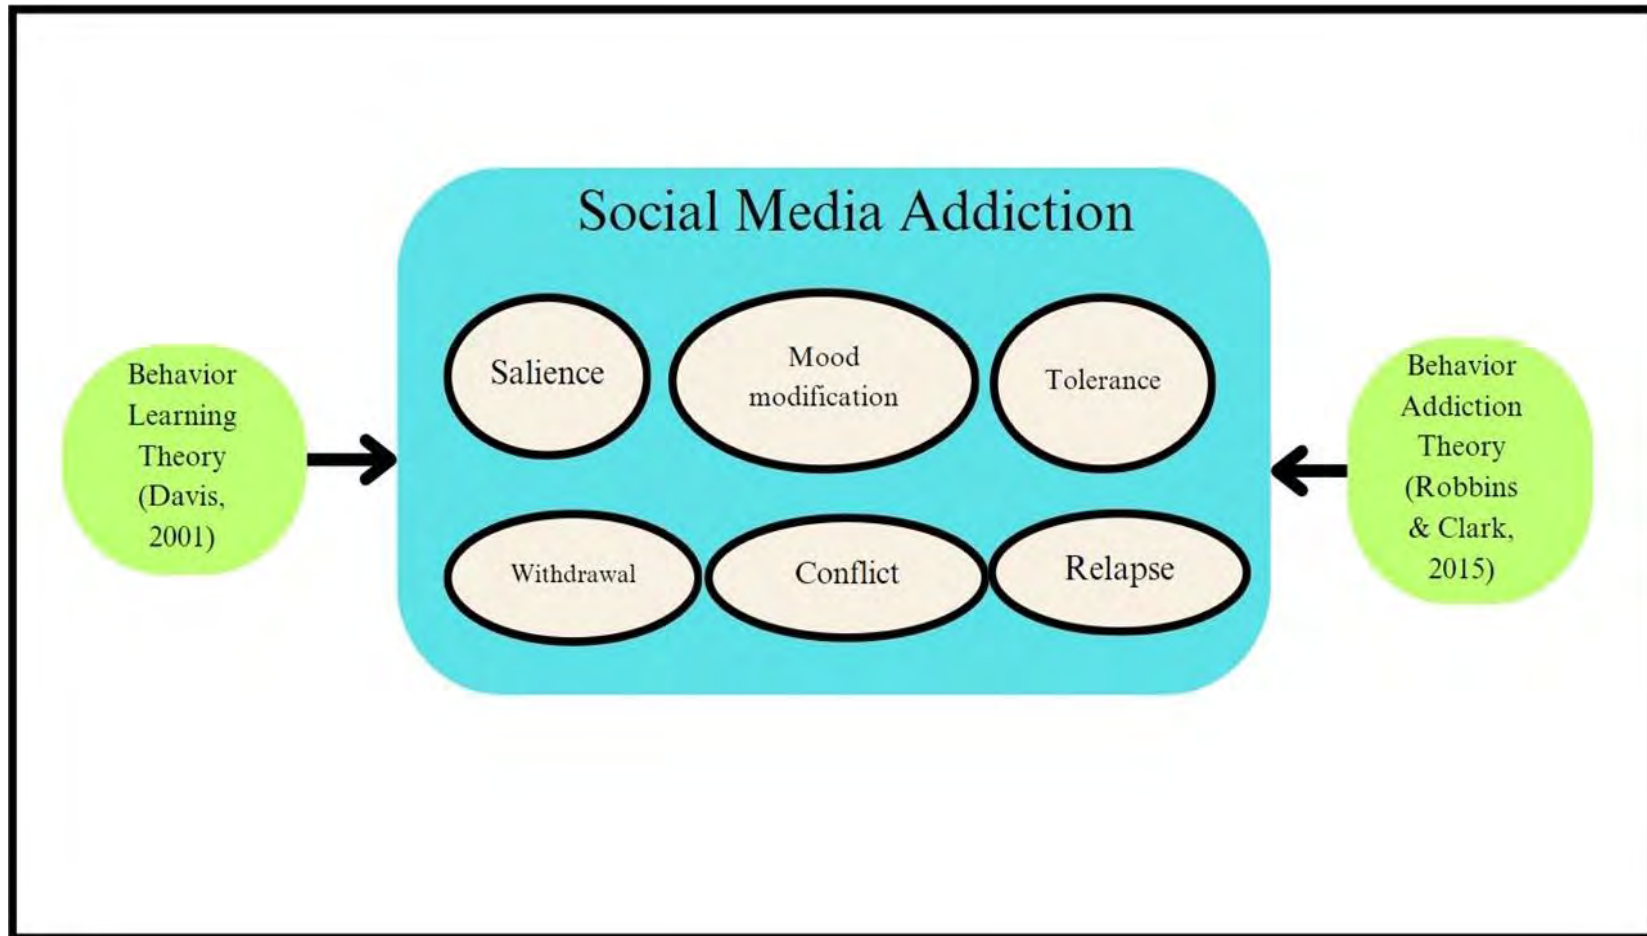 Social Media Addiction
Salience
Mood
modification
Tolerance
Withdrawal
Conflict
Relapse
Behavior
Learning
Theory
(Davis,
2001)
Behavior
Addiction
Theory
(Robbins
& Clark,
2015)